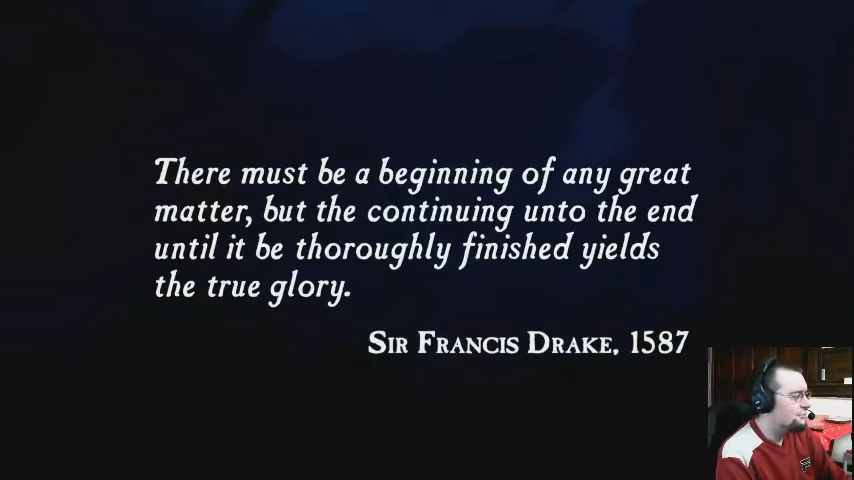 There must be a beginning of any great
matter, but the continuing unto the end
until it be thoroughly finished yields
the true glory.
Sir Francis Drake, 1587